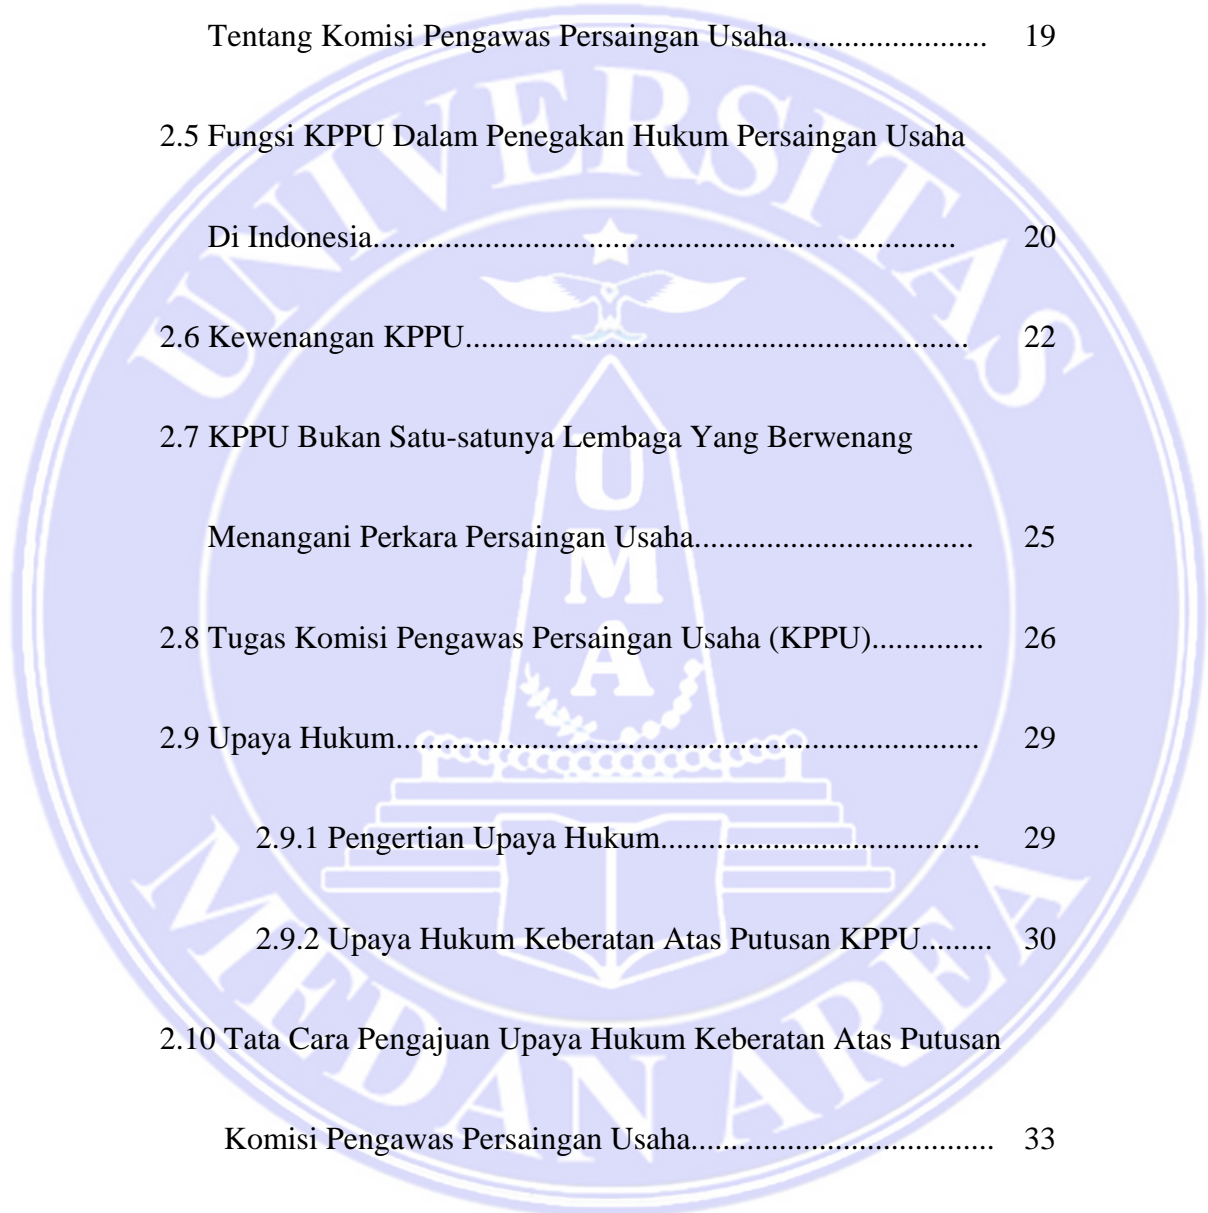 Tentang Komisi Pengawas Persaingan Usaha......................... 19
2.5 Fungsi KPPU Dalam Penegakan Hukum Persaingan Usaha
Di Indonesia......................................................................... 20
2.6 Kewenangan KPPU............................................................... 22
2.7 KPPU Bukan Satu-satunya Lembaga Yang Berwenang
Menangani Perkara Persaingan Usaha................................... 25
2.8 Tugas Komisi Pengawas Persaingan Usaha (KPPU).............. 26
2.9 Upaya Hukum......................................................................... 29
2.9.1 Pengertian Upaya Hukum........................................ 29
2.9.2 Upaya Hukum Keberatan Atas Putusan KPPU......... 30
2.10 Tata Cara Pengajuan Upaya Hukum Keberatan Atas Putusan
Komisi Pengawas Persaingan Usaha...................................... 33
UNIVERSITAS
MEDAN AREA
U
M
A